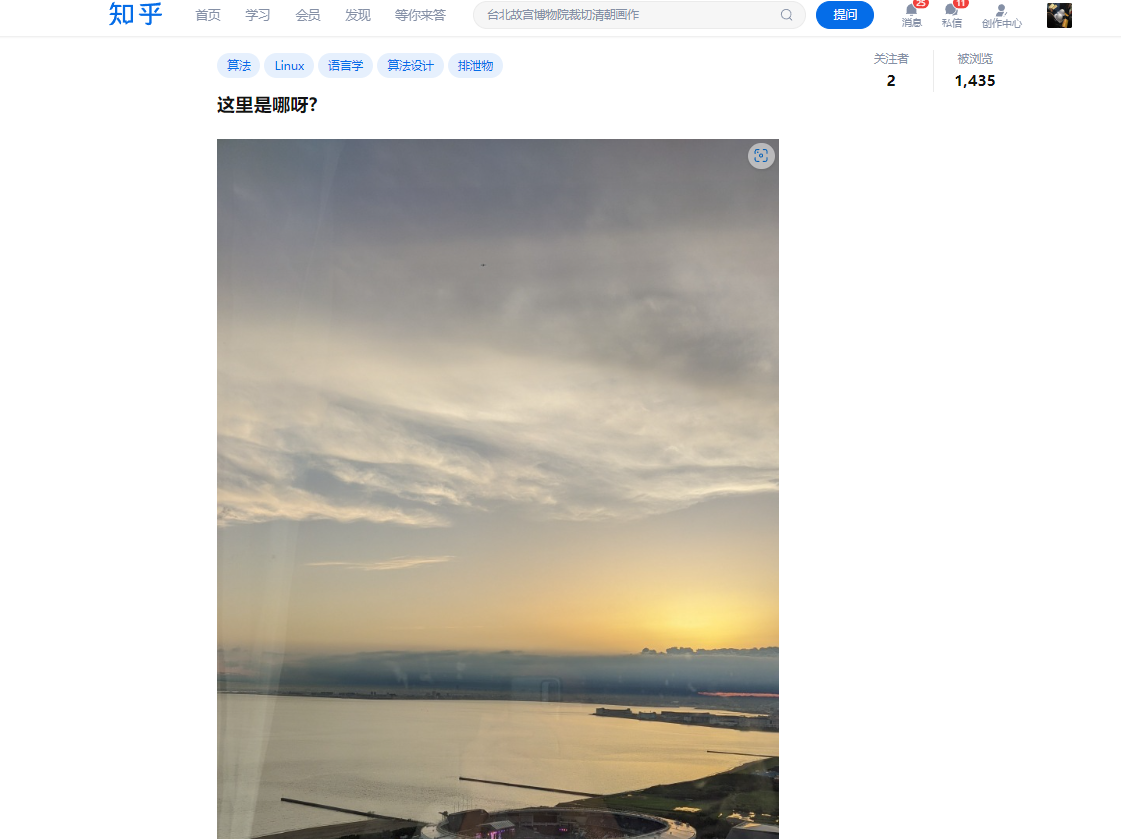 知乎 首页 学习 会员 发现 等你来答 台北故宫博物院裁切清朝画作 提问 25 消息 11 私信 创作中心
算法 Linux 语言学 算法设计 排泄物
关注者 被浏览
2 1,435
这里是哪呀?